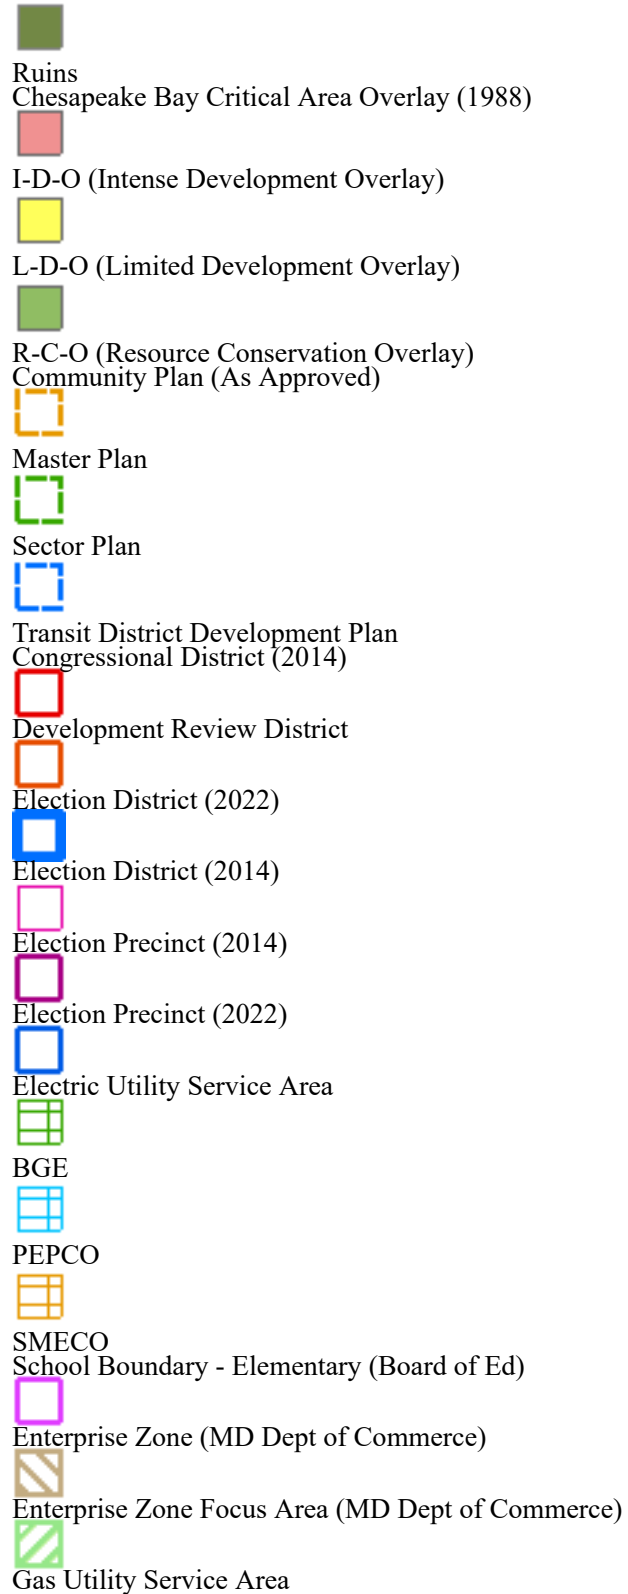 Ruins
Chesapeake Bay Critical Area Overlay (1988)
I-D-O (Intense Development Overlay)
L-D-O (Limited Development Overlay)
R-C-O (Resource Conservation Overlay)
Community Plan (As Approved)
Master Plan
Sector Plan
Transit District Development Plan
Congressional District (2014)
Development Review District
Election District (2022)
Election District (2014)
Election Precinct (2014)
Election Precinct (2022)
Electric Utility Service Area
BGE
PEPCO
SMECO
School Boundary - Elementary (Board of Ed)
Enterprise Zone (MD Dept of Commerce)
Enterprise Zone Focus Area (MD Dept of Commerce)
Gas Utility Service Area